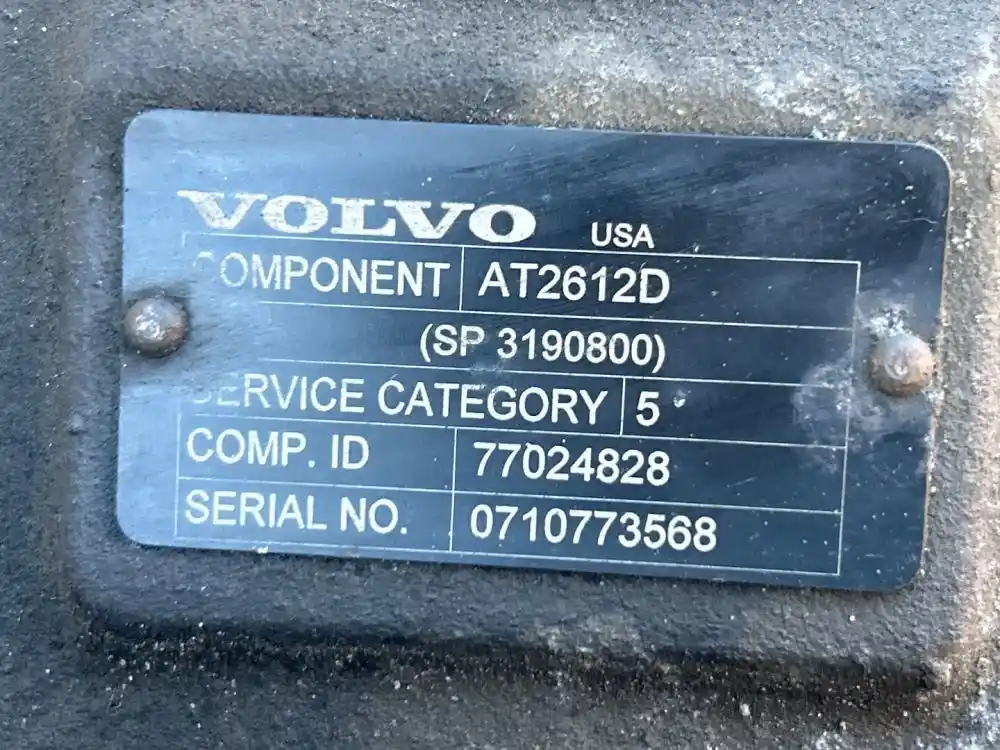 VOLVO USA
COMPONENT AT2612D
(SP 3190800)
SERVICE CATEGORY 5
COMP. ID 77024828
SERIAL NO. 0710773568